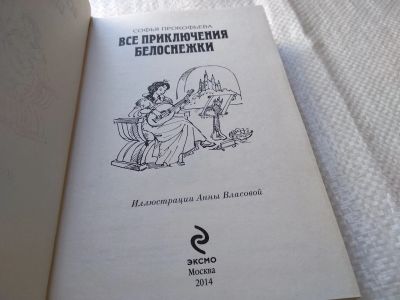 СОФЬЯ ПРОКОФЬЕВА
ВСЕ ПРИКЛЮЧЕНИЯ
БЕЛОСНЕЖКИ
Иллюстрации Анны Власовой
ЭКСМО
Москва
2014